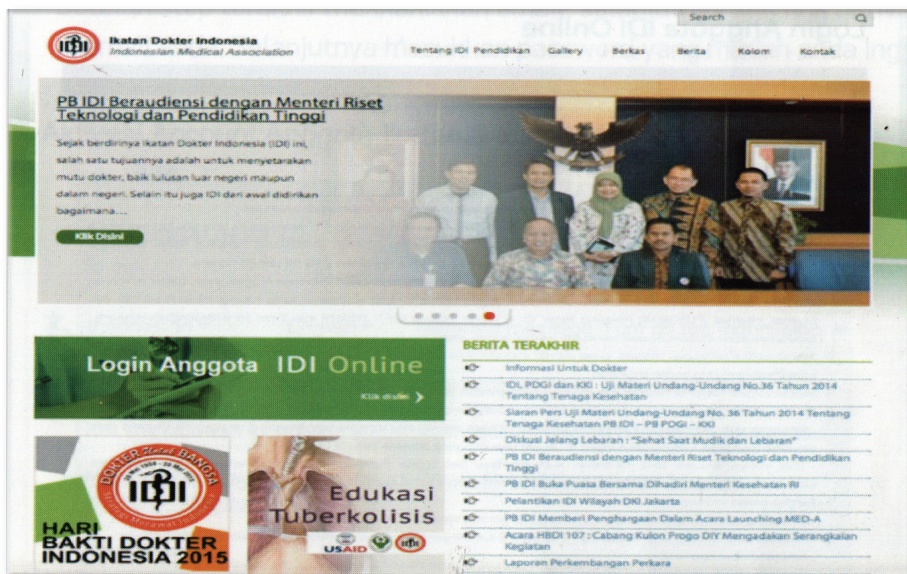 Search
Ikatan Dokter Indonesia
Indonesian Medical Association
Tentang IDI Pendidikan Gallery Berkas Berita Kolom Kontak
PB IDI Beraudiensi dengan Menteri Riset
Teknologi dan Pendidikan Tinggi
Sejak berdirinya Ikatan Dokter Indonesia (IDI) ini,
salah satu tujuannya adalah untuk menyetarakan
mutu dokter, baik lulusan luar negeri maupun
dalam negeri. Selain itu juga IDI dari awal didirikan
bagaimana....
Klik Disini
Login Anggota IDI Online
Klik disini
BERITA TERAKHIR
Informasi Untuk Dokter
IDI, PDGI dan KKI : Uji Materi Undang-Undang No.36 Tahun 2014
Tentang Tenaga Kesehatan
Siaran Pers Uji Materi Undang-Undang No. 36 Tahun 2014 Tentang
Tenaga Kesehatan PB IDI – PB PDGI – KKI
Diskusi Jelang Lebaran : "Sehat Saat Mudik dan Lebaran"
PB IDI Beraudiensi dengan Menteri Riset Teknologi dan Pendidikan
Tinggi
PB IDI Buka Puasa Bersama Dihadiri Menteri Kesehatan RI
Pelantikan IDI Wilayah DKI Jakarta
PB IDI Memberi Penghargaan Dalam Acara Launching MED-A
Acara HBDI 107 : Cabang Kulon Progo DIY Mengadakan Serangkaian
Kegiatan
Laporan Perkembangan Perkara
DOKTER Untuk BANGSA
IDI
HARI
BAKTI DOKTER
INDONESIA 2015
Edukasi
Tuberkolisis
USAID